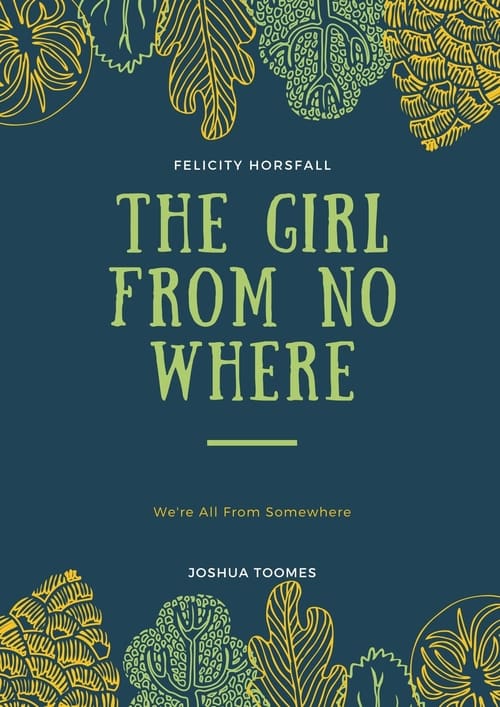 FELICITY HORSFALL
THE GIRL
FROM NO
WHERE
We're All From Somewhere
JOSHUA TOOMES